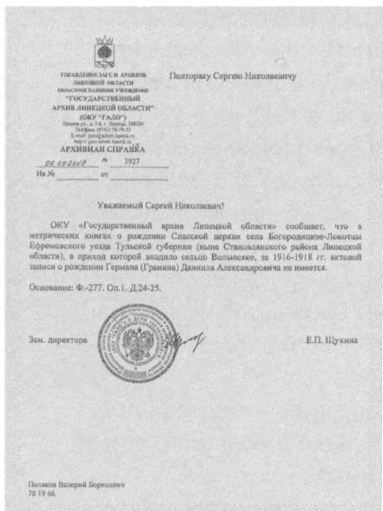 УПРАВЛЕНИЕ ЗАГС И АРХИВОВ
ЛИПЕЦКОЙ ОБЛАСТИ
ОБЛАСТНОЕ КАЗЕННОЕ УЧРЕЖДЕНИЕ
"ГОСУДАРСТВЕННЫЙ
АРХИВ ЛИПЕЦКОЙ ОБЛАСТИ"
(ОКУ "ГАЛО")
АРХИВНАЯ СПРАВКА
№ 3927
На № от
Полтораку Сергею Николаевичу
Уважаемый Сергей Николаевич!
ОКУ «Государственный архив Липецкой области» сообщает, что в
метрических книгах о рождении Спасской церкви села Богородицкое-Локотцы
Ефремовского уезда Тульской губернии (ныне Становлянского района Липецкой
области), в приход которой входило сельцо Волынское, за 1916-1918 гг. актовой
записи о рождении Германа (Гранина) Даниила Александровича не имеется.
Основание: Ф.-277. Оп.1. Д.24-25.
Зам. директора
Е.П. Щукина
Поляков Валерий Борисович
78 19 66